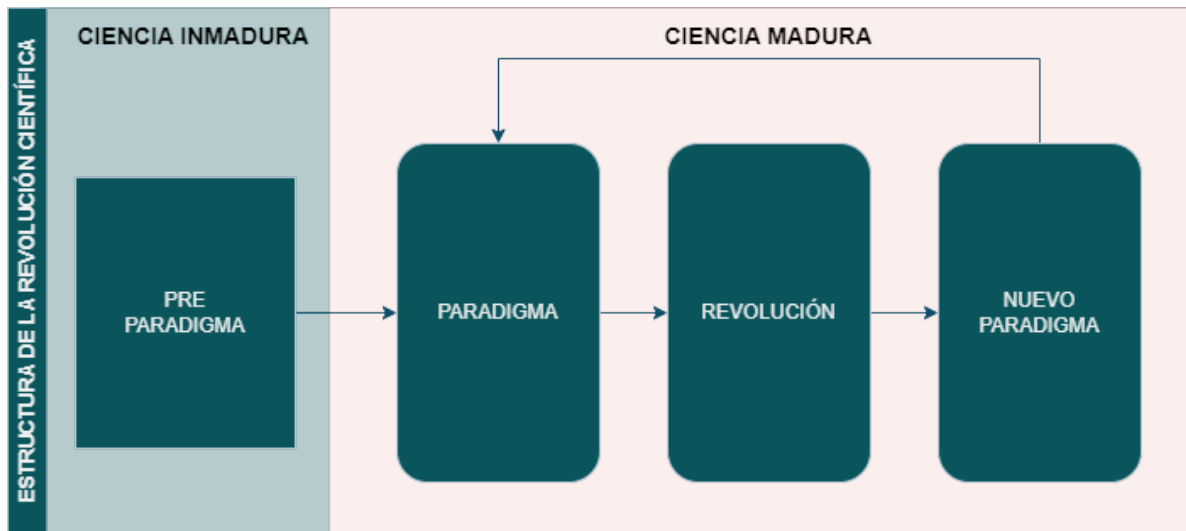 ESTRUCTURA DE LA REVOLUCIÓN CIENTÍFICA
CIENCIA INMADURA
CIENCIA MADURA
PRE
PARADIGMA
PARADIGMA
REVOLUCIÓN
NUEVO
PARADIGMA